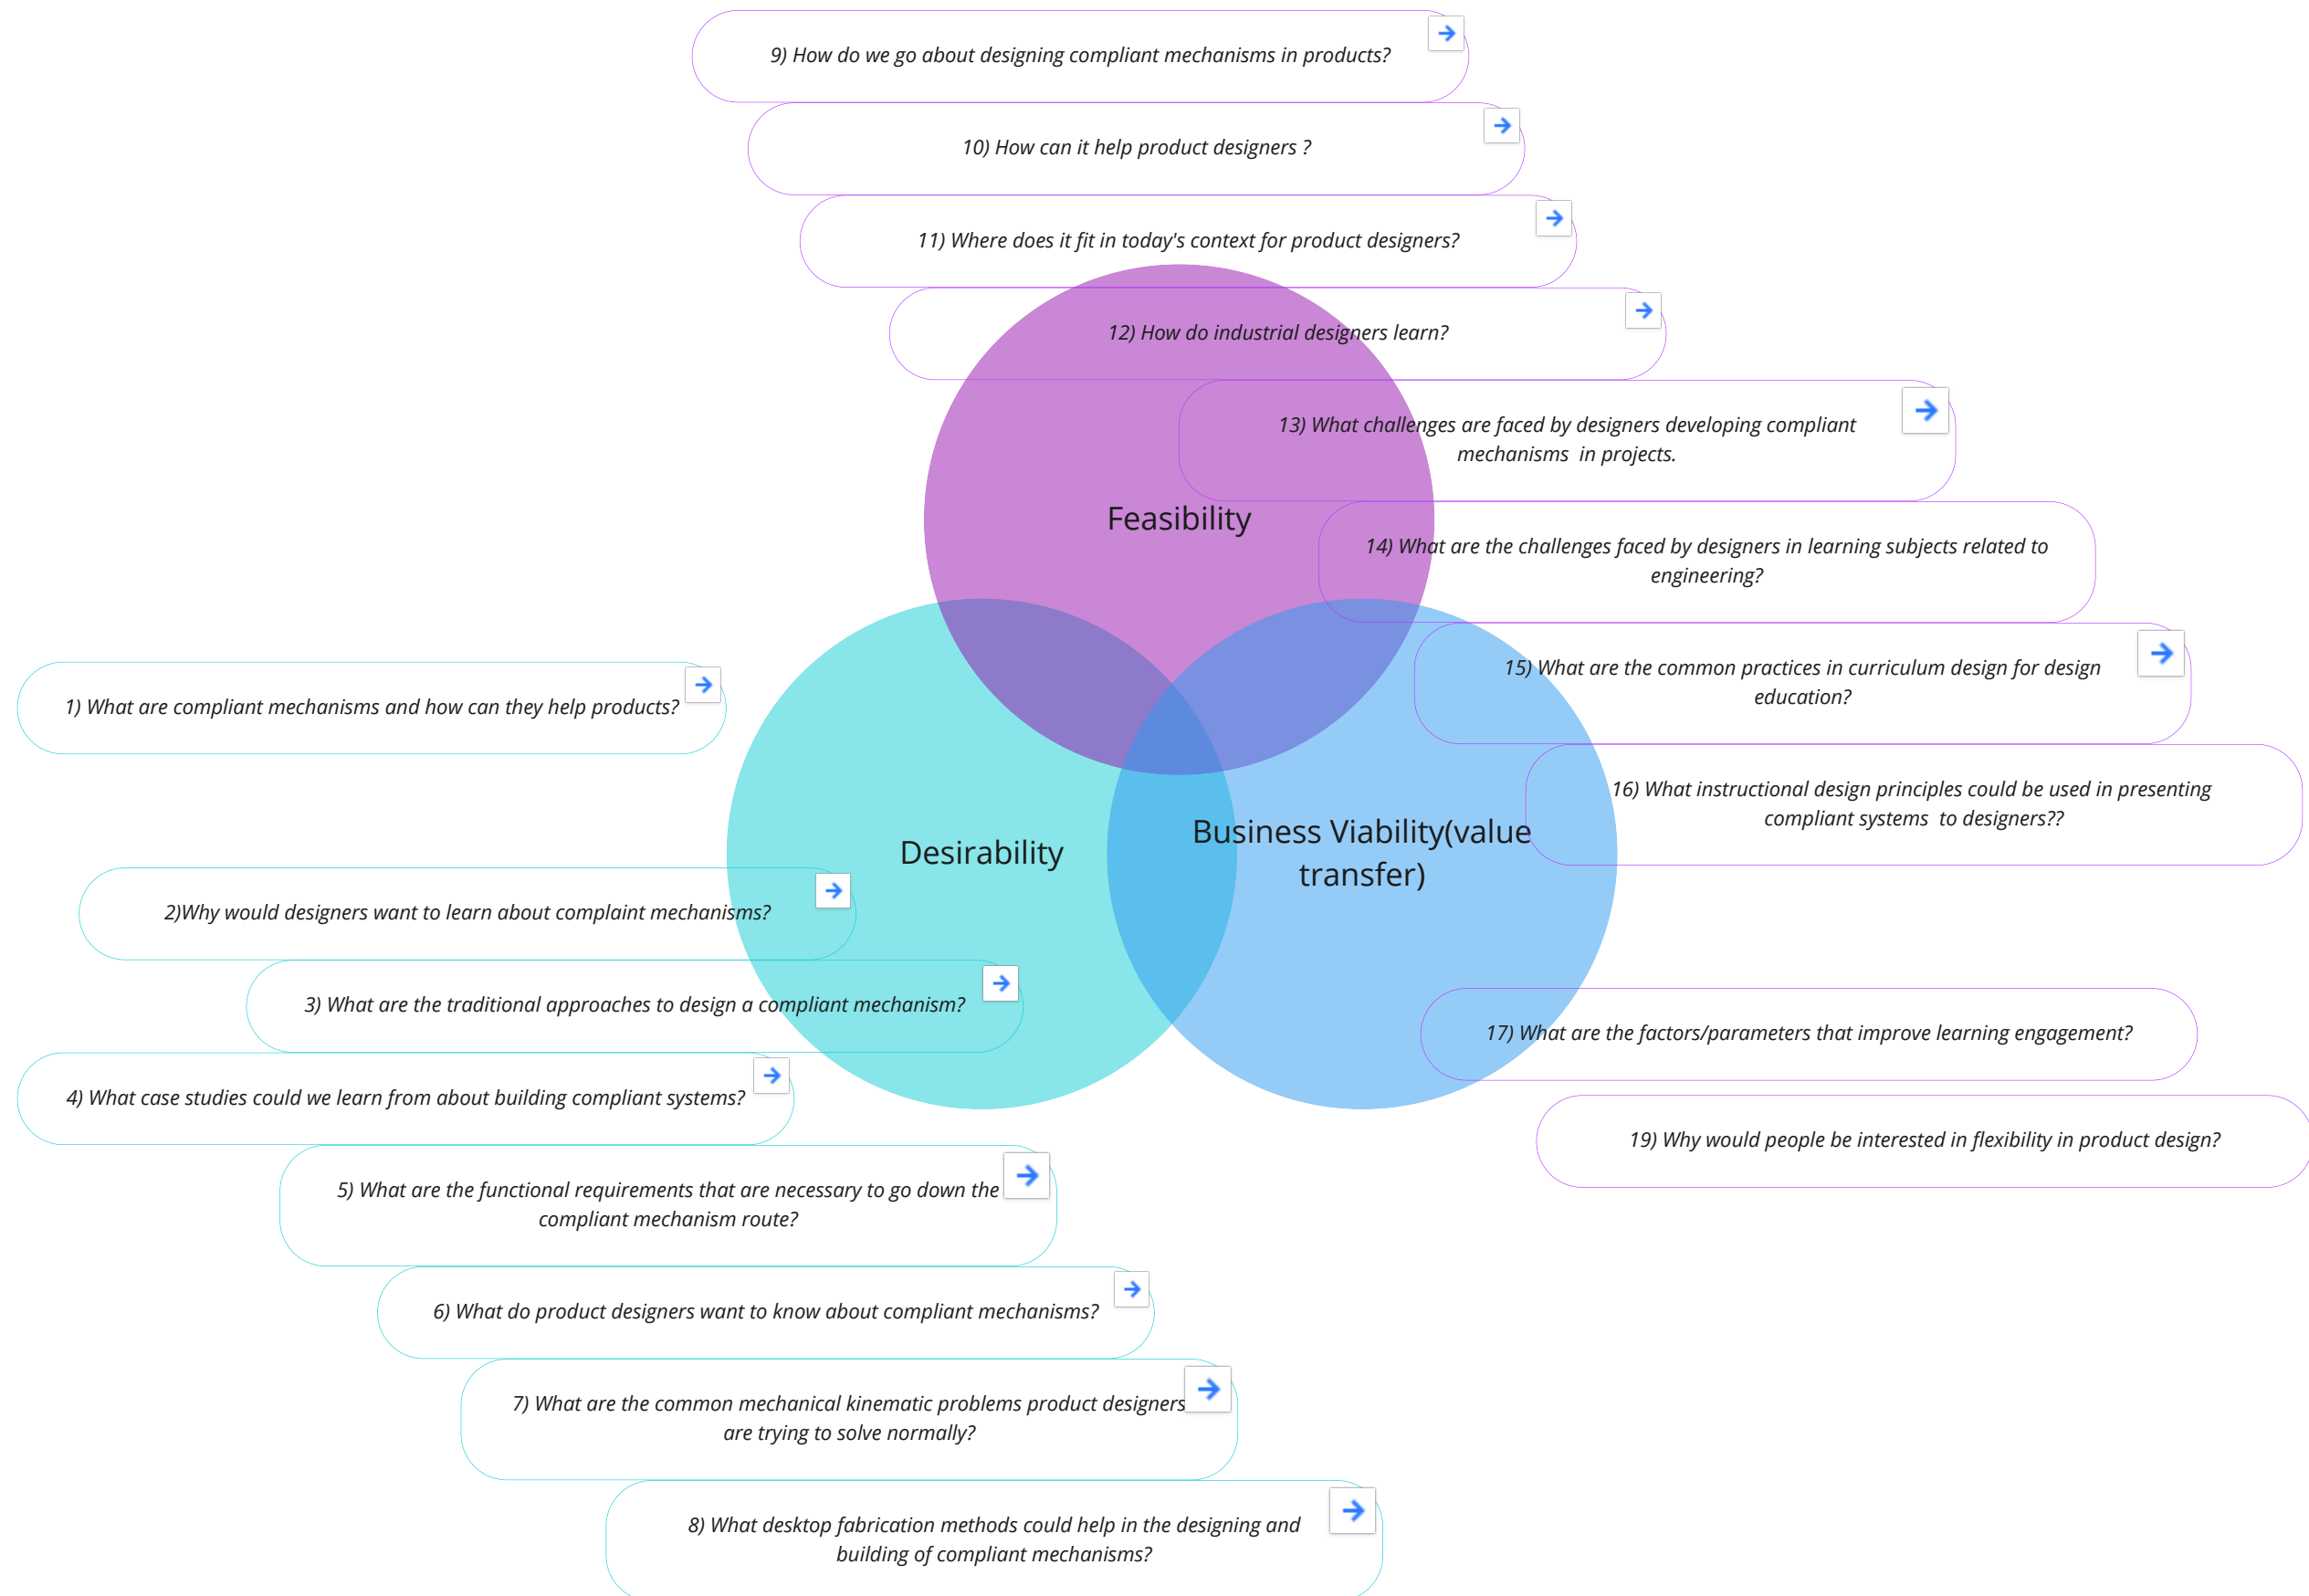 9) How do we go about designing compliant mechanisms in products?
10) How can it help product designers ?
11) Where does it fit in today's context for product designers?
12) How do industrial designers learn?
13) What challenges are faced by designers developing compliant
mechanisms  in projects.
Feasibility
14) What are the challenges faced by designers in learning subjects related to
engineering?
15) What are the common practices in curriculum design for design
education?
1) What are compliant mechanisms and how can they help products?
16) What instructional design principles could be used in presenting
compliant systems  to designers??
Desirability
Business Viability(value
transfer)
2)Why would designers want to learn about complaint mechanisms?
3) What are the traditional approaches to design a compliant mechanism?
17) What are the factors/parameters that improve learning engagement?
4) What case studies could we learn from about building compliant systems?
19) Why would people be interested in flexibility in product design?
5) What are the functional requirements that are necessary to go down the
compliant mechanism route?
6) What do product designers want to know about compliant mechanisms?
7) What are the common mechanical kinematic problems product designers
are trying to solve normally?
8) What desktop fabrication methods could help in the designing and
building of compliant mechanisms?